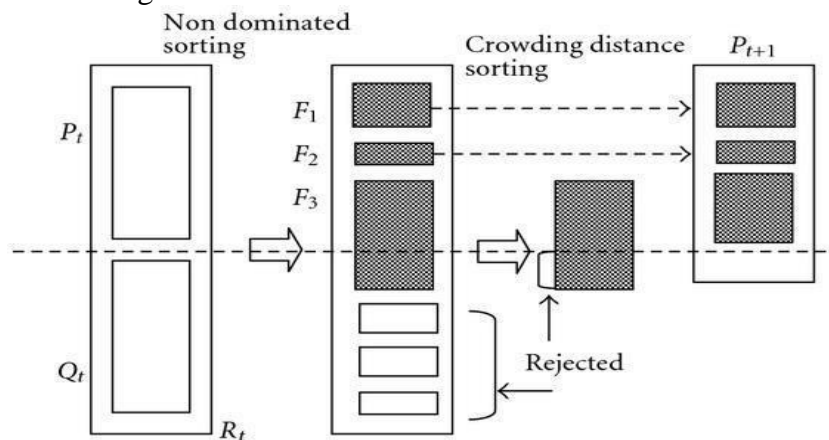 Non dominated
sorting
Crowding distance
sorting
P_{t+1}
P_t
F_1
F_2
F_3
Q_t
Rejected
R_t